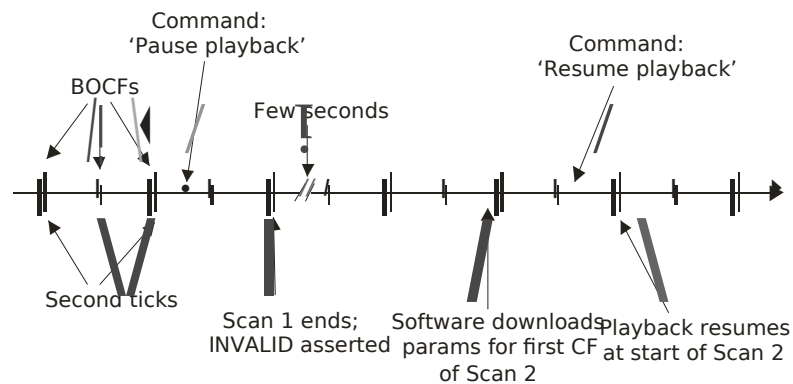 Command:
‘Pause playback’
Command:
‘Resume playback’
BOCFs
Few seconds
Second ticks
Scan 1 ends;
INVALID asserted
Software downloads
params for first CF
of Scan 2
Playback resumes
at start of Scan 2